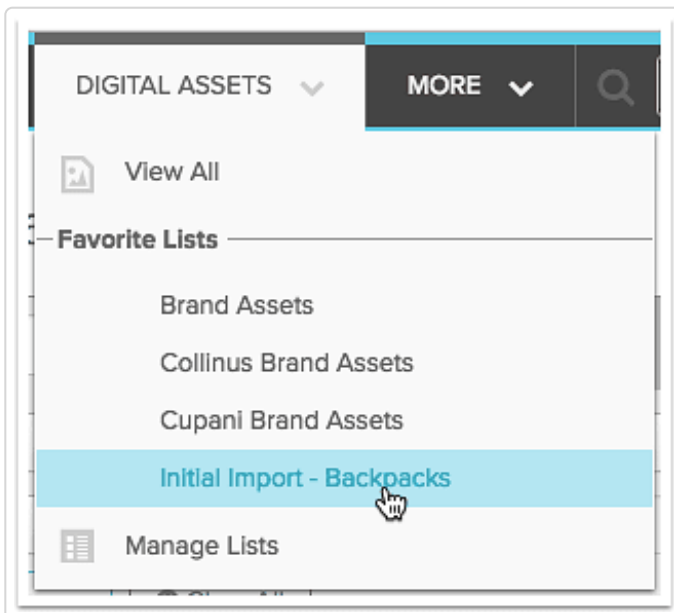 DIGITAL ASSETS MORE
View All
Favorite Lists
Brand Assets
Collinus Brand Assets
Cupani Brand Assets
Initial Import - Backpacks
Manage Lists